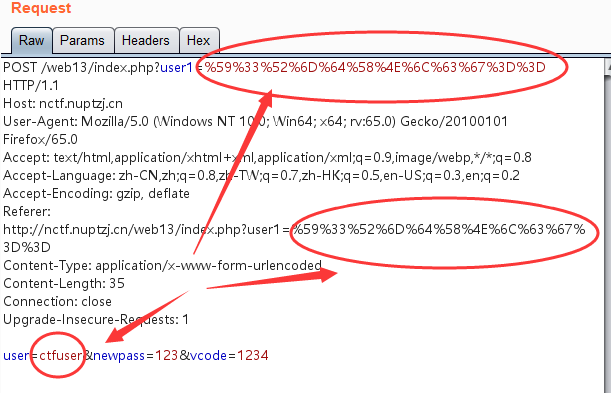 Request
Raw Params Headers Hex
POST /web13/index.php?user1=%59%33%52%6D%64%58%4E%6C%63%67%3D%3D
HTTP/1.1
Host: nctf.nuptzj.cn
User-Agent: Mozilla/5.0 (Windows NT 10.0; Win64; x64; rv:65.0) Gecko/20100101
Firefox/65.0
Accept: text/html,application/xhtml+xml,application/xml;q=0.9,image/webp,*/*;q=0.8
Accept-Language: zh-CN,zh;q=0.8,zh-TW;q=0.7,zh-HK;q=0.5,en-US;q=0.3,en;q=0.2
Accept-Encoding: gzip, deflate
Referer:
http://nctf.nuptzj.cn/web13/index.php?user1=%59%33%52%6D%64%58%4E%6C%63%67%
3D%3D
Content-Type: application/x-www-form-urlencoded
Content-Length: 35
Connection: close
Upgrade-Insecure-Requests: 1
user=ctfuser&newpass=123&vcode=1234